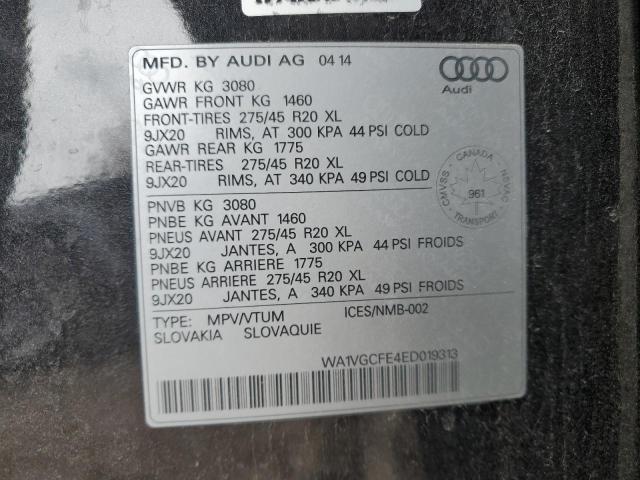 MFD. BY AUDI AG 04 14
Audi
GVWR KG 3080
GAWR FRONT KG 1460
FRONT-TIRES 275/45 R20 XL
9JX20 RIMS, AT 300 KPA 44 PSI COLD
GAWR REAR KG 1775
REAR-TIRES 275/45 R20 XL
9JX20 RIMS, AT 340 KPA 49 PSI COLD
CANADA
CMVSS NSVAC
961
TRANSPORT
PNVB KG 3080
PNBE KG AVANT 1460
PNEUS AVANT 275/45 R20 XL
9JX20 JANTES, A 300 KPA 44 PSI FROIDS
PNBE KG ARRIERE 1775
PNEUS ARRIERE 275/45 R20 XL
9JX20 JANTES, A 340 KPA 49 PSI FROIDS
TYPE: MPV/VTUM ICES/NMB-002
SLOVAKIA SLOVAQUIE
WA1VGCFE4ED019313